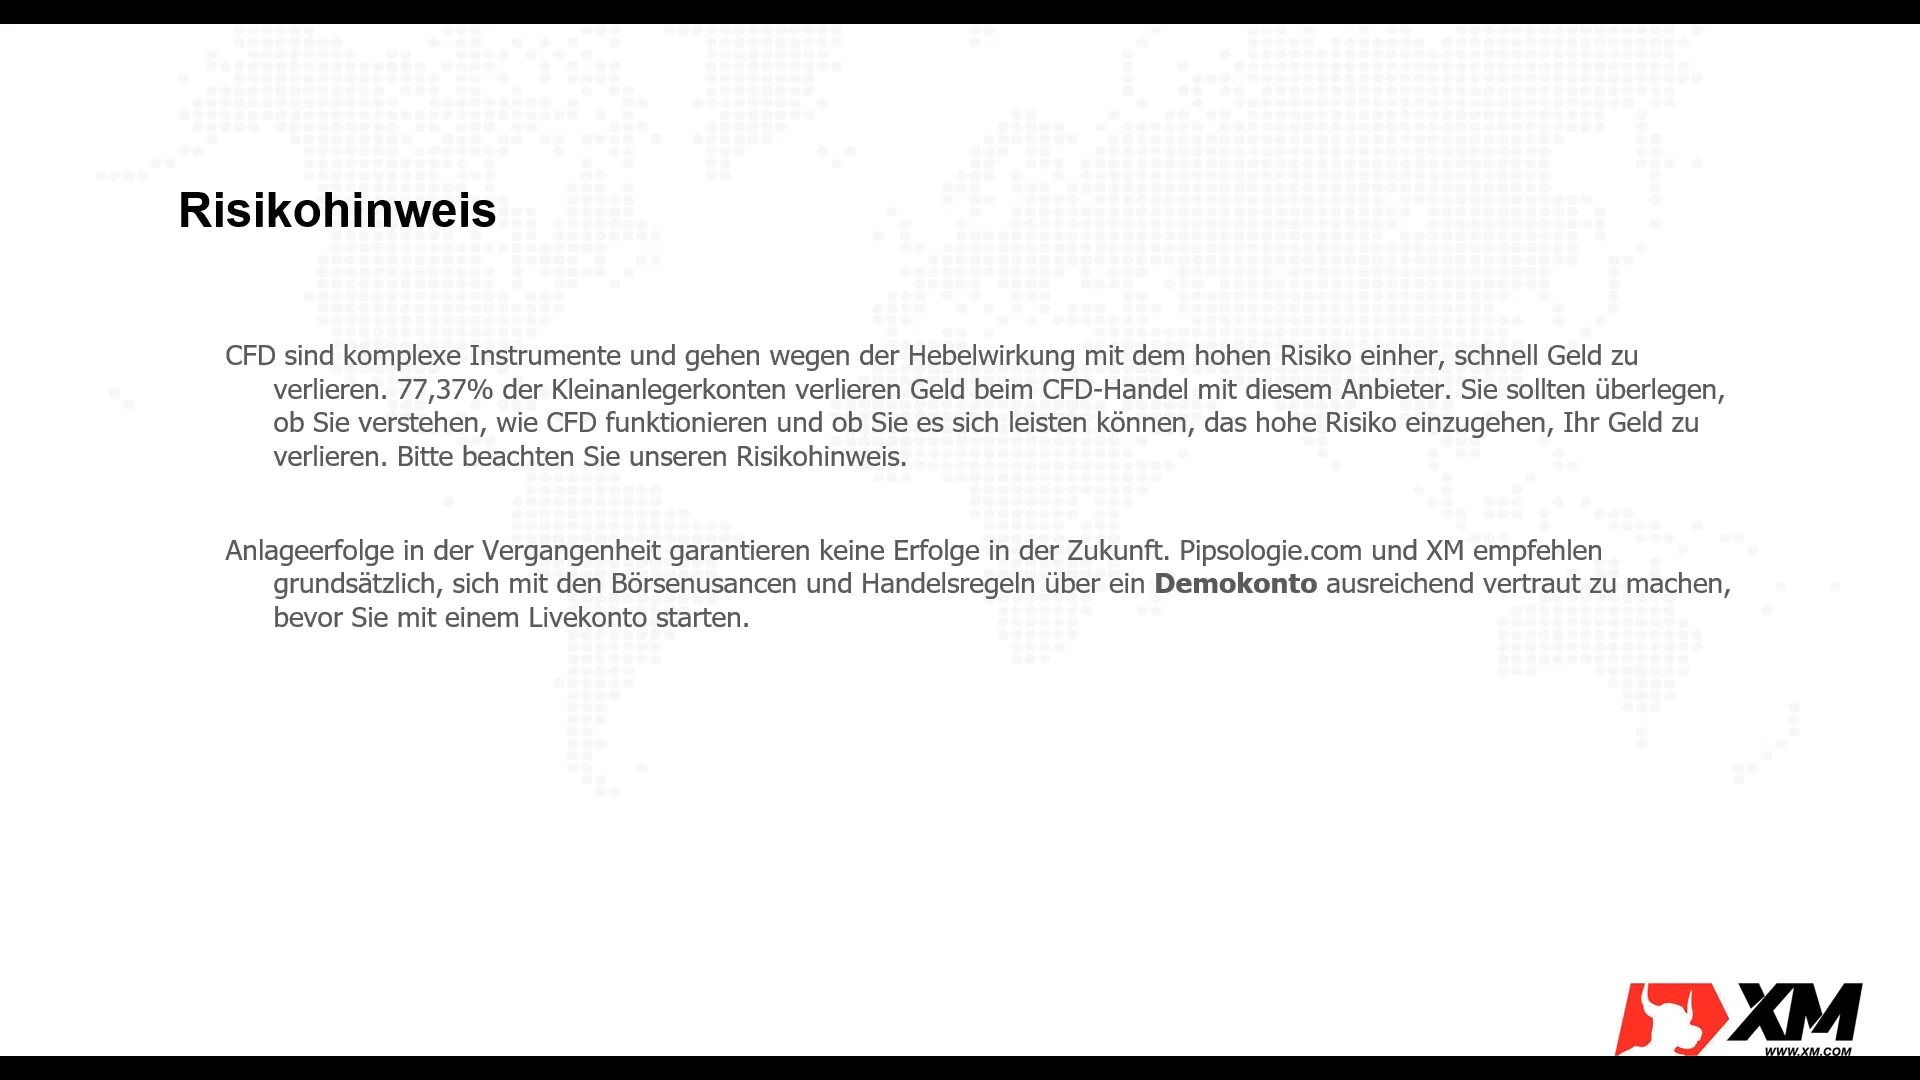 Risikohinweis
CFD sind komplexe Instrumente und gehen wegen der Hebelwirkung mit dem hohen Risiko einher, schnell Geld zu
verlieren. 77,37% der Kleinanlegerkonten verlieren Geld beim CFD-Handel mit diesem Anbieter. Sie sollten überlegen,
ob Sie verstehen, wie CFD funktionieren und ob Sie es sich leisten können, das hohe Risiko einzugehen, Ihr Geld zu
verlieren. Bitte beachten Sie unseren Risikohinweis.
Anlageerfolge in der Vergangenheit garantieren keine Erfolge in der Zukunft. Pipsologie.com und XM empfehlen
grundsätzlich, sich mit den Börsenusancen und Handelsregeln über ein Demokonto ausreichend vertraut zu machen,
bevor Sie mit einem Livekonto starten.
XM
WWW.XM.COM